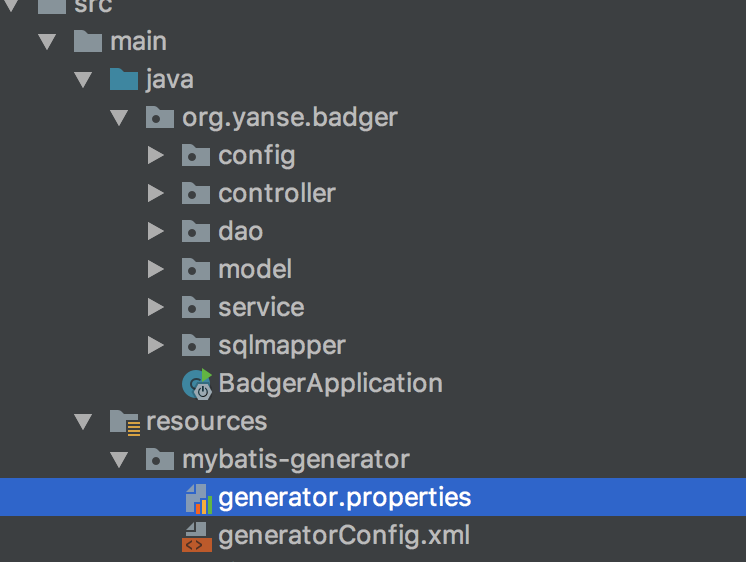 src
main
java
org.yanse.badger
config
controller
dao
model
service
sqlmapper
BadgerApplication
resources
mybatis-generator
generator.properties
generatorConfig.xml